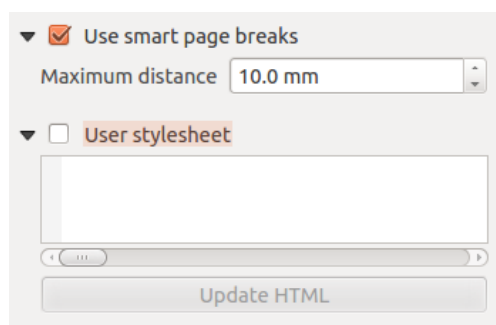 Use smart page breaks
Maximum distance 10.0 mm
User stylesheet
Update HTML